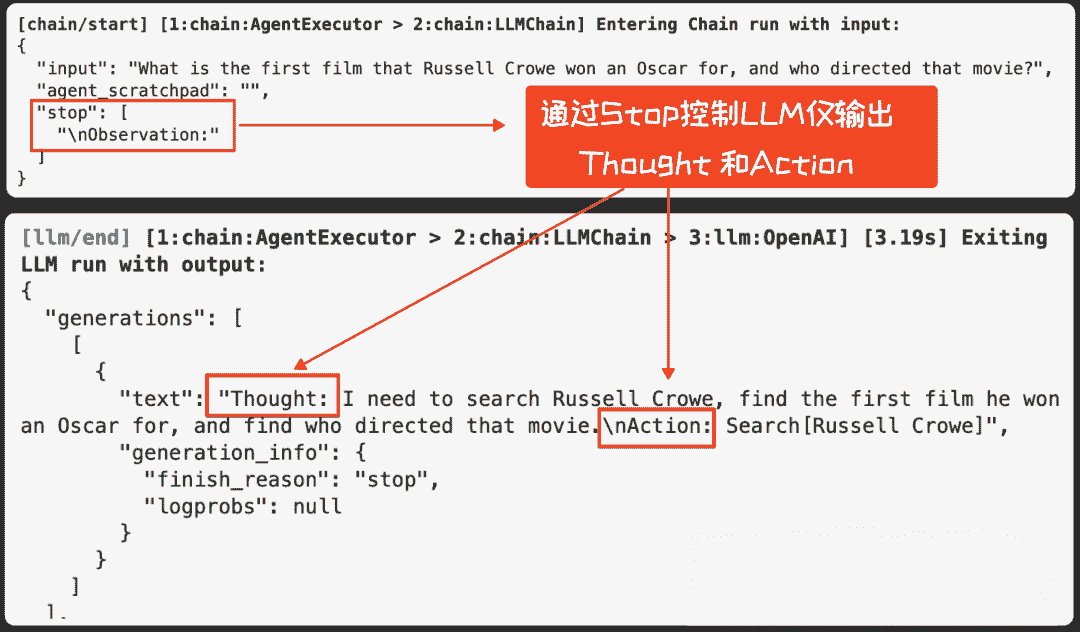 [chain/start] [1:chain:AgentExecutor > 2:chain:LLMChain] Entering Chain run with input:
{
"input": "What is the first film that Russell Crowe won an Oscar for, and who directed that movie?",
"agent_scratchpad": "",
"stop": [
"\nObservation:"
]
}
通过Stop控制LLM仅输出
Thought 和Action
[llm/end] [1:chain:AgentExecutor > 2:chain:LLMChain > 3:llm:OpenAI] [3.19s] Exiting
LLM run with output:
{
"generations": [
[
{
"text": "Thought: I need to search Russell Crowe, find the first film he won
an Oscar for, and find who directed that movie.\nAction: Search[Russell Crowe]",
"generation_info": {
"finish_reason": "stop",
"logprobs": null
}
}
]
],